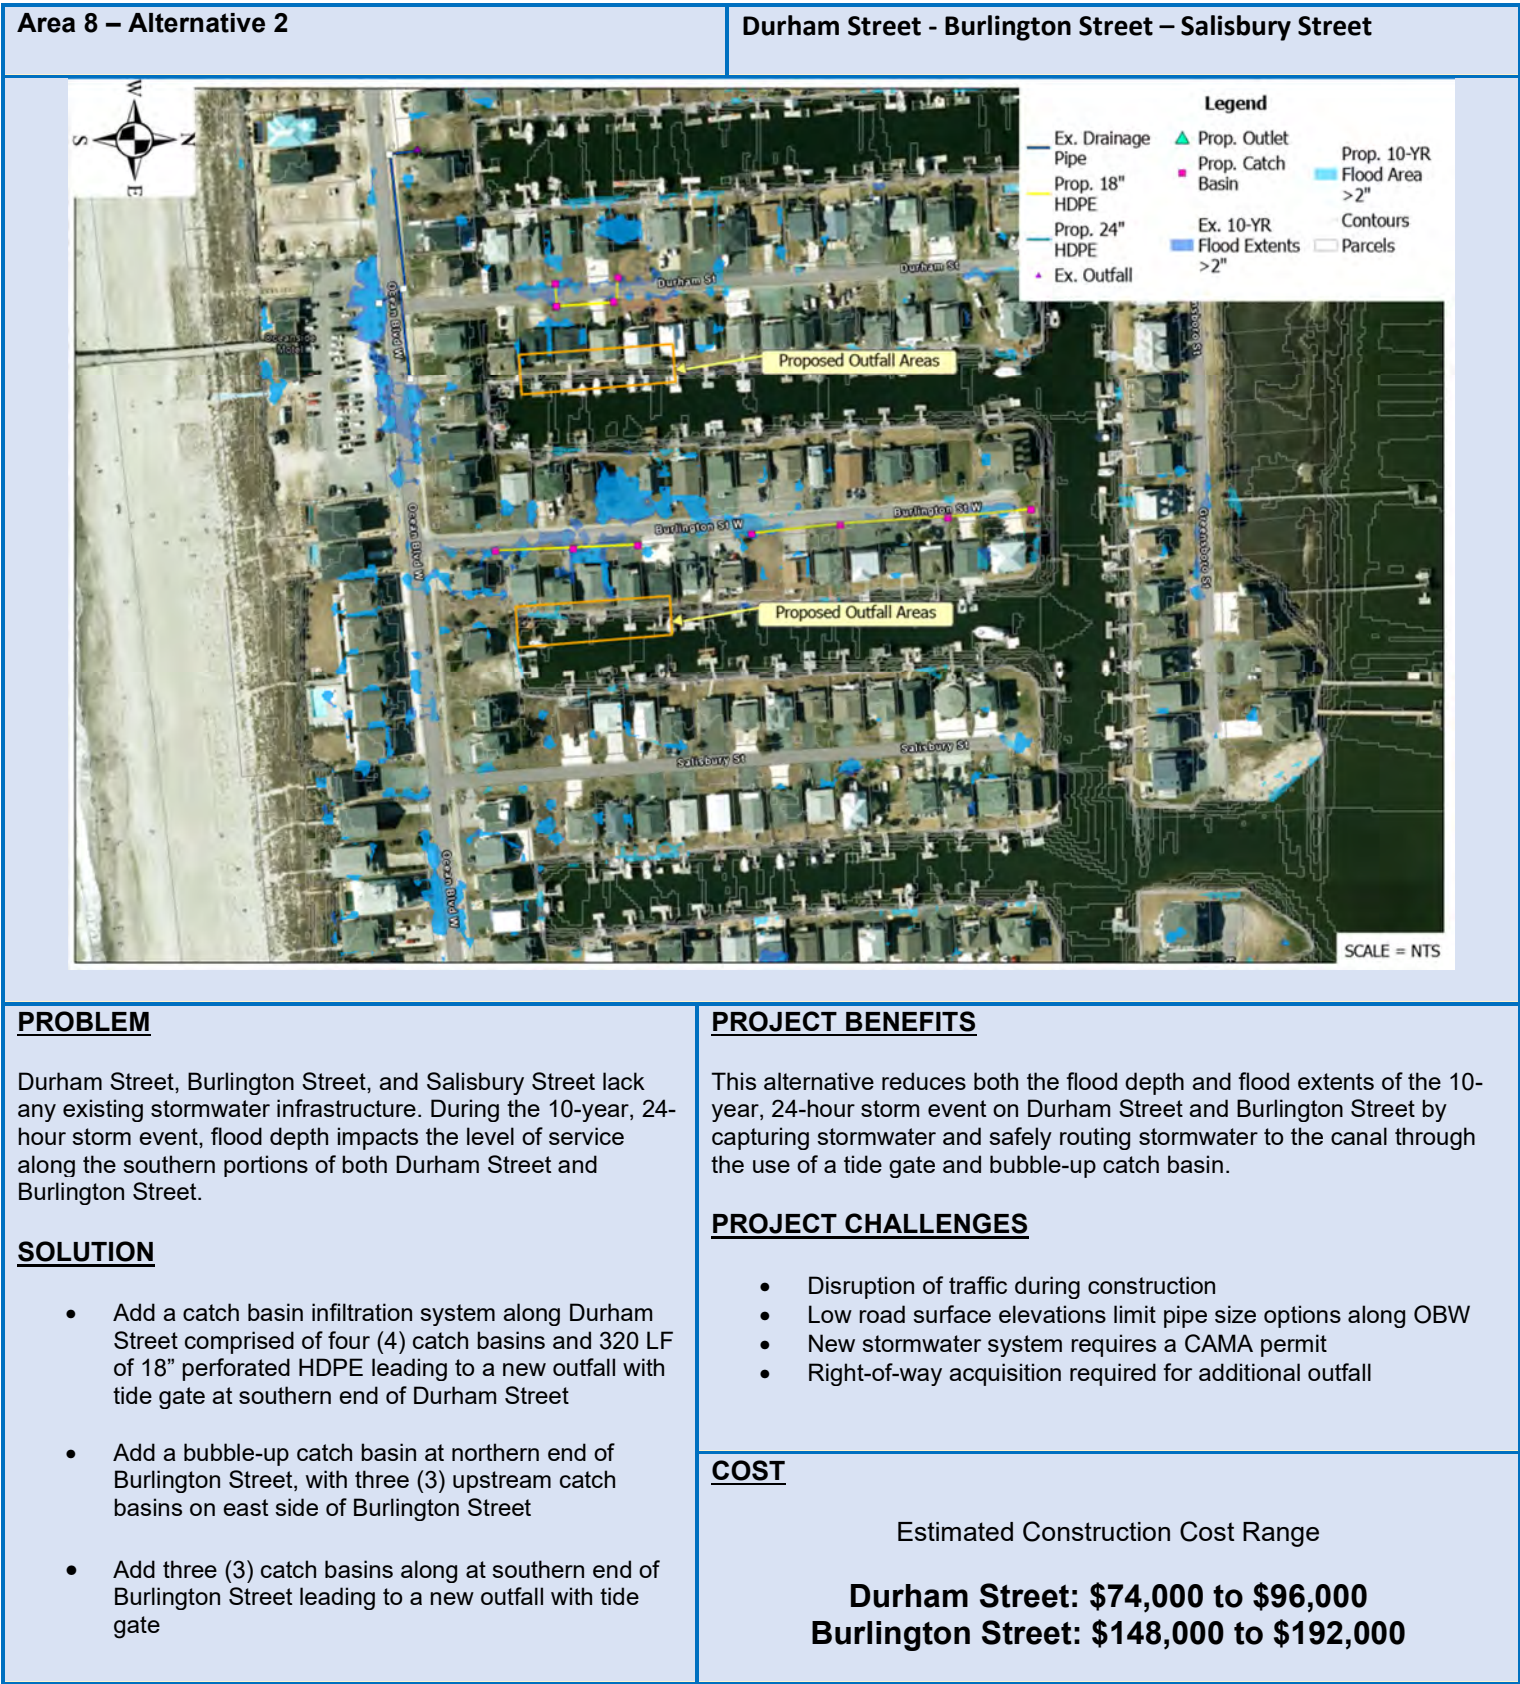 Area 8 – Alternative 2
Durham Street - Burlington Street – Salisbury Street
W
S
N
E
Legend
Ex. Drainage
Pipe
Prop. 18"
HDPE
Prop. 24"
HDPE
Ex. Outfall
Prop. Outlet
Prop. Catch
Basin
Ex. 10-YR
Flood Extents
>2"
Prop. 10-YR
Flood Area
>2"
Contours
Parcels
Ocean Blvd W
Durham St
Durham St
Proposed Outfall Areas
Ocean Blvd W
Burlington St W
Burlington St W
Greensboro St
Proposed Outfall Areas
Salisbury St
Salisbury St
Ocean Blvd W
SCALE = NTS
PROBLEM
Durham Street, Burlington Street, and Salisbury Street lack
any existing stormwater infrastructure. During the 10-year, 24-
hour storm event, flood depth impacts the level of service
along the southern portions of both Durham Street and
Burlington Street.
SOLUTION
• Add a catch basin infiltration system along Durham
Street comprised of four (4) catch basins and 320 LF
of 18” perforated HDPE leading to a new outfall with
tide gate at southern end of Durham Street
• Add a bubble-up catch basin at northern end of
Burlington Street, with three (3) upstream catch
basins on east side of Burlington Street
• Add three (3) catch basins along at southern end of
Burlington Street leading to a new outfall with tide
gate
PROJECT BENEFITS
This alternative reduces both the flood depth and flood extents of the 10-
year, 24-hour storm event on Durham Street and Burlington Street by
capturing stormwater and safely routing stormwater to the canal through
the use of a tide gate and bubble-up catch basin.
PROJECT CHALLENGES
• Disruption of traffic during construction
• Low road surface elevations limit pipe size options along OBW
• New stormwater system requires a CAMA permit
• Right-of-way acquisition required for additional outfall
COST
Estimated Construction Cost Range
Durham Street: $74,000 to $96,000
Burlington Street: $148,000 to $192,000